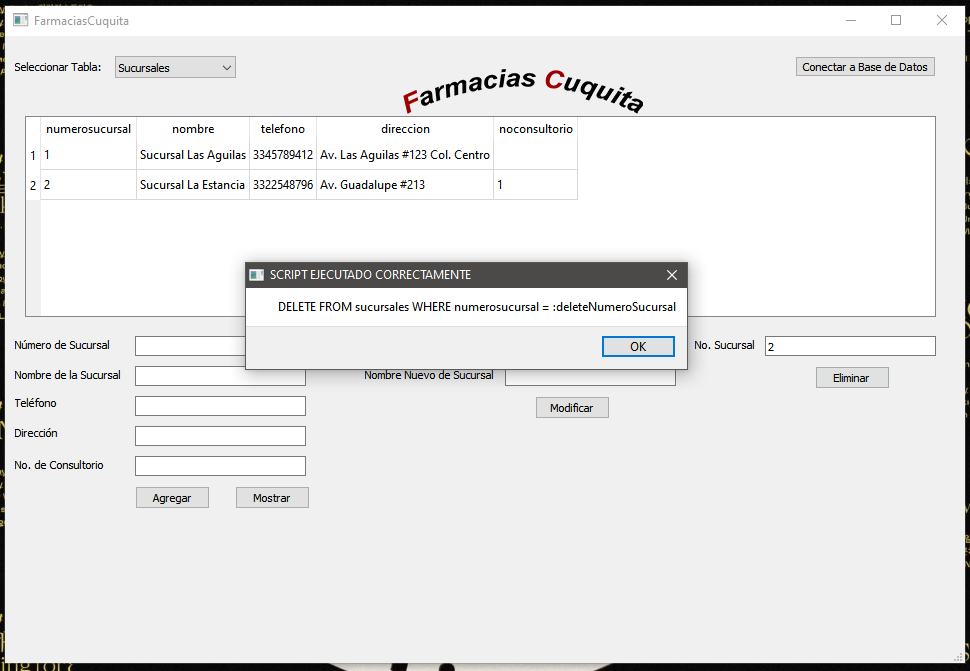 FarmaciasCuquita
Seleccionar Tabla: Sucursales Conectar a Base de Datos
Farmacias Cuquita
numerosucursal nombre telefono direccion noconsultorio
1 1 Sucursal Las Aguilas 3345789412 Av. Las Aguilas #123 Col. Centro
2 2 Sucursal La Estancia 3322548796 Av. Guadalupe #213 1
SCRIPT EJECUTADO CORRECTAMENTE
DELETE FROM sucursales WHERE numerosucursal = :deleteNumeroSucursal
OK
Número de Sucursal No. Sucursal 2
Nombre de la Sucursal Nombre Nuevo de Sucursal Eliminar
Teléfono Modificar
Dirección
No. de Consultorio
Agregar Mostrar